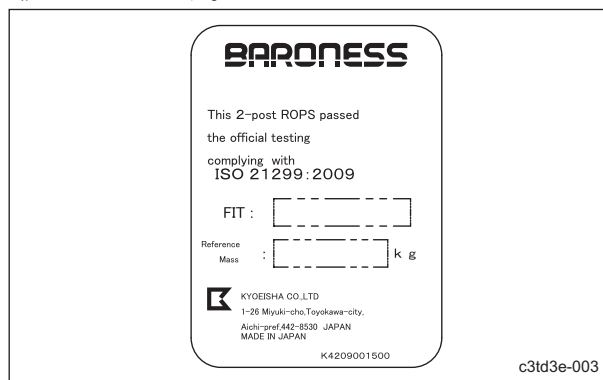 BARONESS
This 2-post ROPS passed
the official testing
complying with
ISO 21299:2009
FIT :
Reference
Mass : kg
KYOEISHA CO.,LTD
1-26 Miyuki-cho,Toyokawa-city,
Aichi-pref,442-8530 JAPAN
MADE IN JAPAN
K4209001500
c3td3e-003